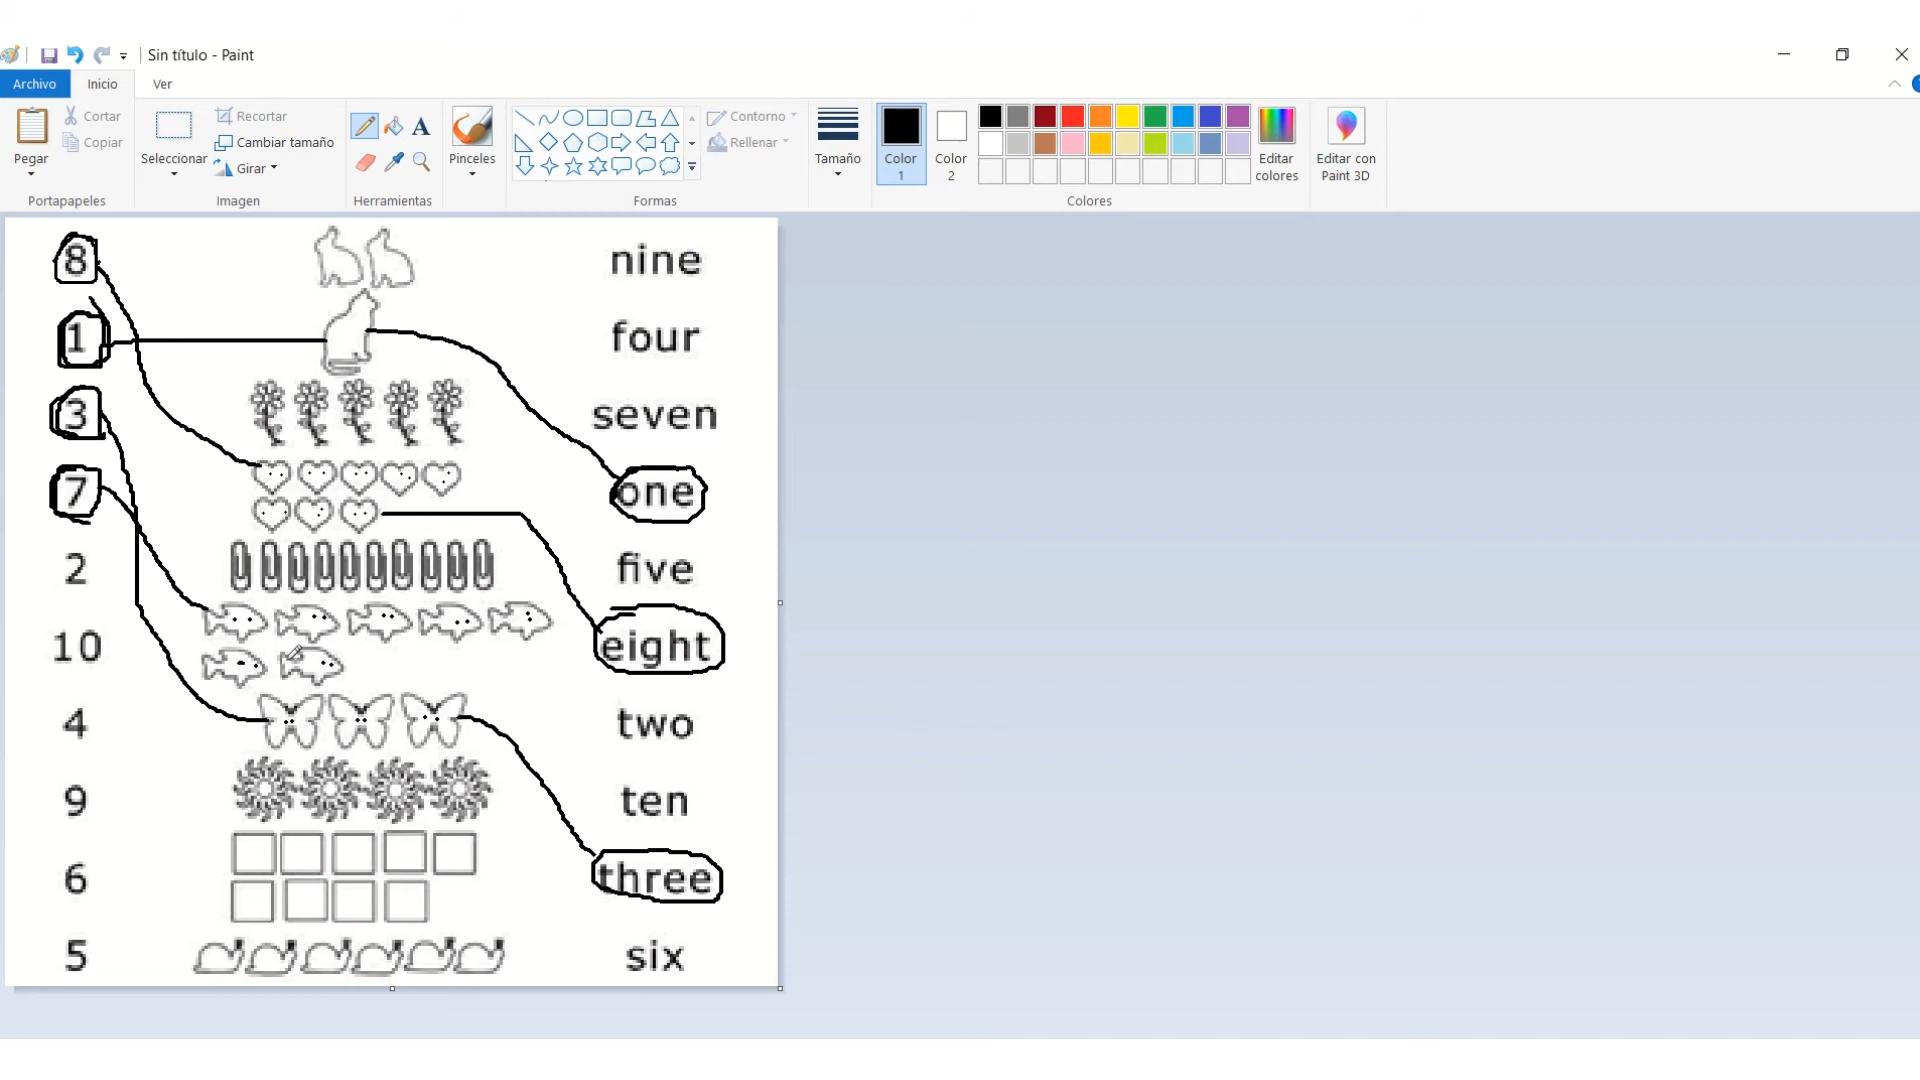 Sin título - Paint
Archivo Inicio Ver
Pegar
Cortar
Copiar
Portapapeles
Seleccionar
Recortar
Cambiar tamaño
Girar
Imagen
Herramientas
Pinceles
Contorno
Rellenar
Formas
Tamaño
Color 1
Color 2
Editar colores
Colores
Editar con Paint 3D
8 nine
1 four
3 seven
7 one
2 five
10 eight
4 two
9 ten
6 three
5 six